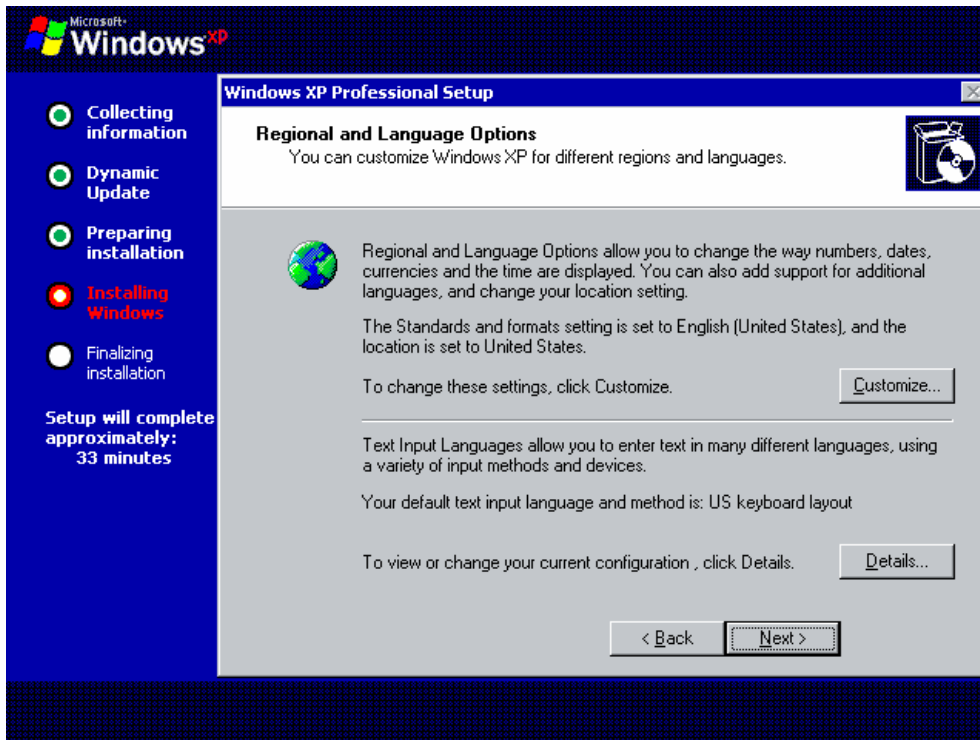 Microsoft
Windows XP
Collecting
information
Dynamic
Update
Preparing
installation
Installing
Windows
Finalizing
installation
Setup will complete
approximately:
33 minutes
Windows XP Professional Setup
Regional and Language Options
You can customize Windows XP for different regions and languages.
Regional and Language Options allow you to change the way numbers, dates,
currencies and the time are displayed. You can also add support for additional
languages, and change your location setting.
The Standards and formats setting is set to English (United States), and the
location is set to United States.
To change these settings, click Customize.
Customize...
Text Input Languages allow you to enter text in many different languages, using
a variety of input methods and devices.
Your default text input language and method is: US keyboard layout
To view or change your current configuration , click Details.
Details...
< Back
Next >